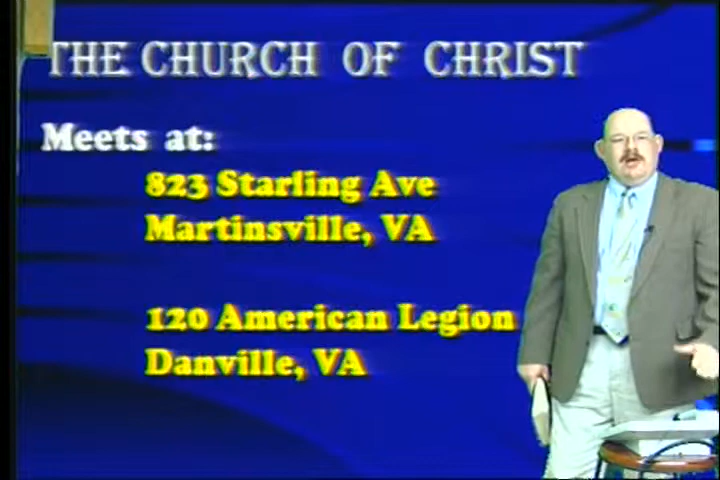 THE CHURCH OF CHRIST
Meets at:
823 Starling Ave
Martinsville, VA
120 American Legion
Danville, VA